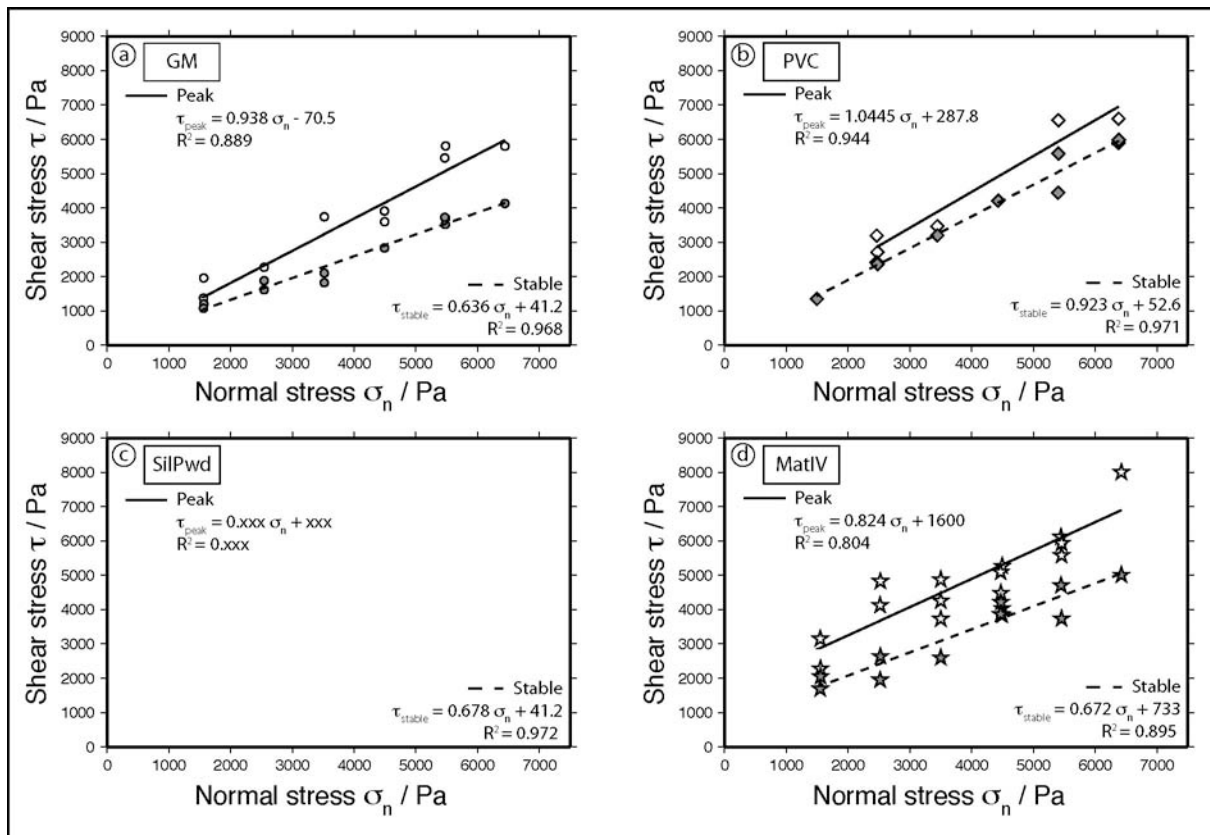 a GM
Peak
τpeak = 0.938 σn - 70.5
R² = 0.889
Stable
τstable = 0.636 σn + 41.2
R² = 0.968
9000
8000
7000
6000
5000
4000
3000
2000
1000
0
Shear stress τ / Pa
0 1000 2000 3000 4000 5000 6000 7000
Normal stress σn / Pa
b PVC
Peak
τpeak = 1.0445 σn + 287.8
R² = 0.944
Stable
τstable = 0.923 σn + 52.6
R² = 0.971
9000
8000
7000
6000
5000
4000
3000
2000
1000
0
Shear stress τ / Pa
0 1000 2000 3000 4000 5000 6000 7000
Normal stress σn / Pa
c SilPwd
Peak
τpeak = 0.xxx σn + xxx
R² = 0.xxx
Stable
τstable = 0.678 σn + 41.2
R² = 0.972
9000
8000
7000
6000
5000
4000
3000
2000
1000
0
Shear stress τ / Pa
0 1000 2000 3000 4000 5000 6000 7000
Normal stress σn / Pa
d MatIV
Peak
τpeak = 0.824 σn + 1600
R² = 0.804
Stable
τstable = 0.672 σn + 733
R² = 0.895
9000
8000
7000
6000
5000
4000
3000
2000
1000
0
Shear stress τ / Pa
0 1000 2000 3000 4000 5000 6000 7000
Normal stress σn / Pa